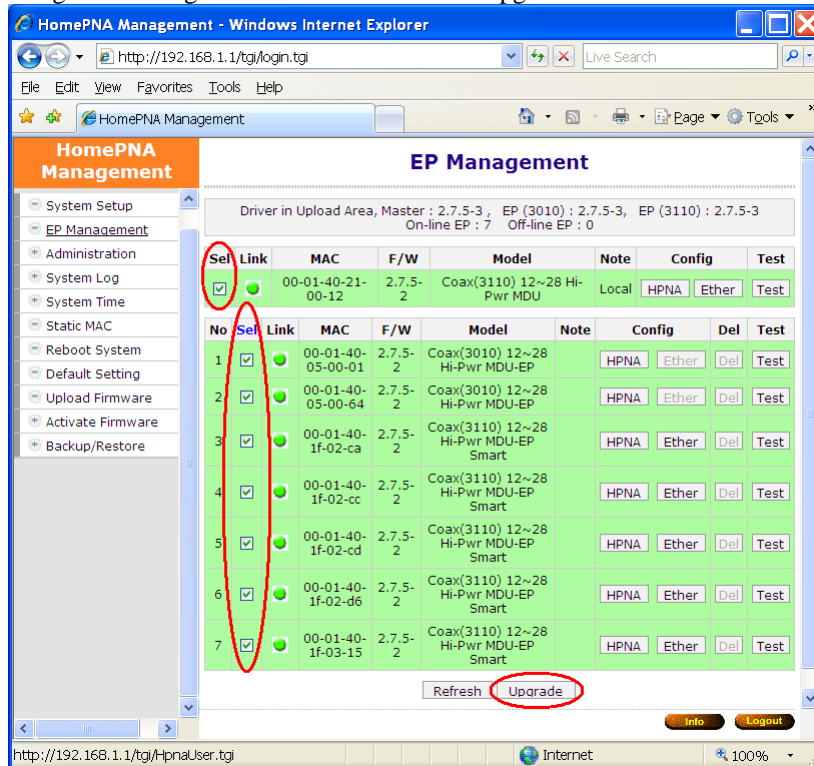 HomePNA Management - Windows Internet Explorer
http://192.168.1.1/tgi/login.tgi
Live Search
File Edit View Favorites Tools Help
HomePNA Management
Page Tools
HomePNA
Management
System Setup
EP Management
Administration
System Log
System Time
Static MAC
Reboot System
Default Setting
Upload Firmware
Activate Firmware
Backup/Restore
EP Management
Driver in Upload Area, Master : 2.7.5-3 , EP (3010) : 2.7.5-3, EP (3110) : 2.7.5-3
On-line EP : 7 Off-line EP : 0
Sel Link MAC F/W Model Note Config Test
00-01-40-21-
00-12
2.7.5-
2
Coax(3110) 12~28 Hi-
Pwr MDU
Local HPNA Ether Test
No Sel Link MAC F/W Model Note Config Del Test
1
00-01-40-
05-00-01
2.7.5-
2
Coax(3010) 12~28
Hi-Pwr MDU-EP
HPNA Ether Del Test
2
00-01-40-
05-00-64
2.7.5-
2
Coax(3010) 12~28
Hi-Pwr MDU-EP
HPNA Ether Del Test
3
00-01-40-
1f-02-ca
2.7.5-
2
Coax(3110) 12~28
Hi-Pwr MDU-EP
Smart
HPNA Ether Del Test
4
00-01-40-
1f-02-cc
2.7.5-
2
Coax(3110) 12~28
Hi-Pwr MDU-EP
Smart
HPNA Ether Del Test
5
00-01-40-
1f-02-cd
2.7.5-
2
Coax(3110) 12~28
Hi-Pwr MDU-EP
Smart
HPNA Ether Del Test
6
00-01-40-
1f-02-d6
2.7.5-
2
Coax(3110) 12~28
Hi-Pwr MDU-EP
Smart
HPNA Ether Del Test
7
00-01-40-
1f-03-15
2.7.5-
2
Coax(3110) 12~28
Hi-Pwr MDU-EP
Smart
HPNA Ether Del Test
Refresh Upgrade
Info Logout
http://192.168.1.1/tgi/HpnaUser.tgi
Internet
100%